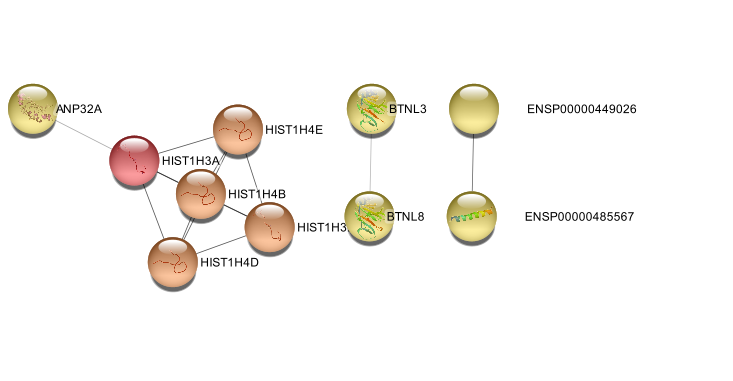 ANP32A
BTNL3
ENSP00000449026
HIST1H4E
HIST1H3A
HIST1H4B
BTNL8
ENSP00000485567
HIST1H3
HIST1H4D